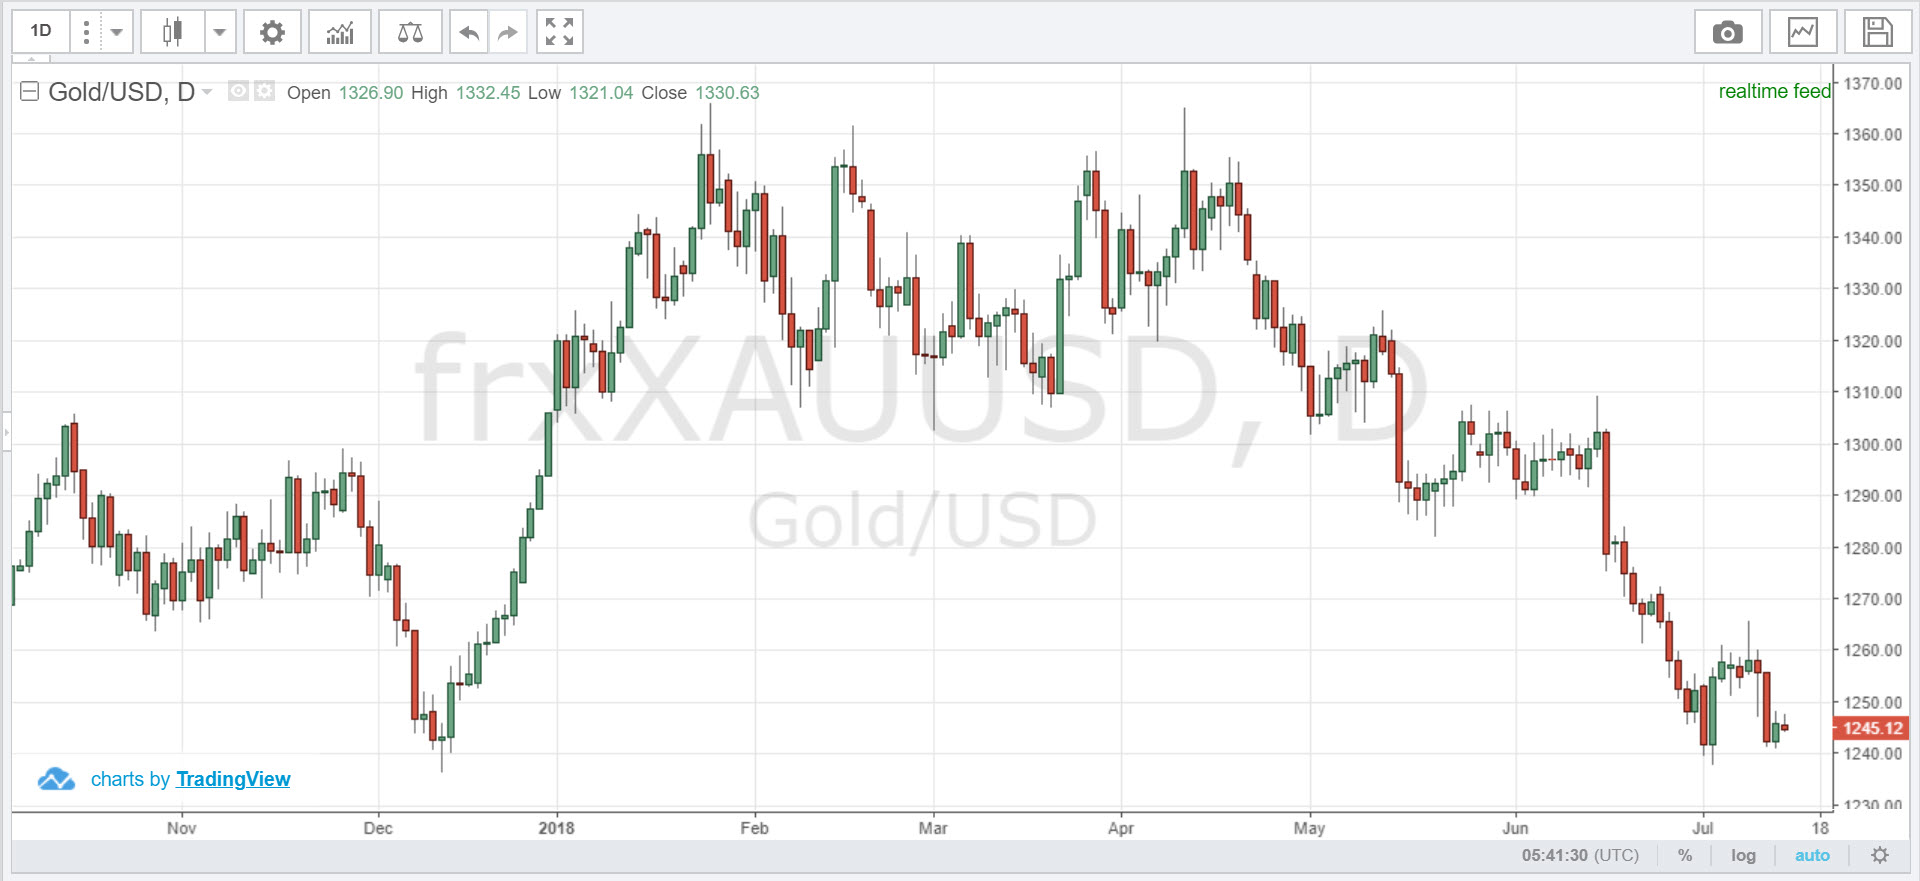 1D
Gold/USD, D Open 1326.90 High 1332.45 Low 1321.04 Close 1330.63
realtime feed
1370.00
1360.00
1350.00
1340.00
1330.00
1320.00
1310.00
1300.00
1290.00
1280.00
1270.00
1260.00
1250.00
1245.12
1240.00
1230.00
frxXAUUSD, D
Gold/USD
charts by TradingView
Nov Dec 2018 Feb Mar Apr May Jun Jul 18
05:41:30 (UTC) % log auto